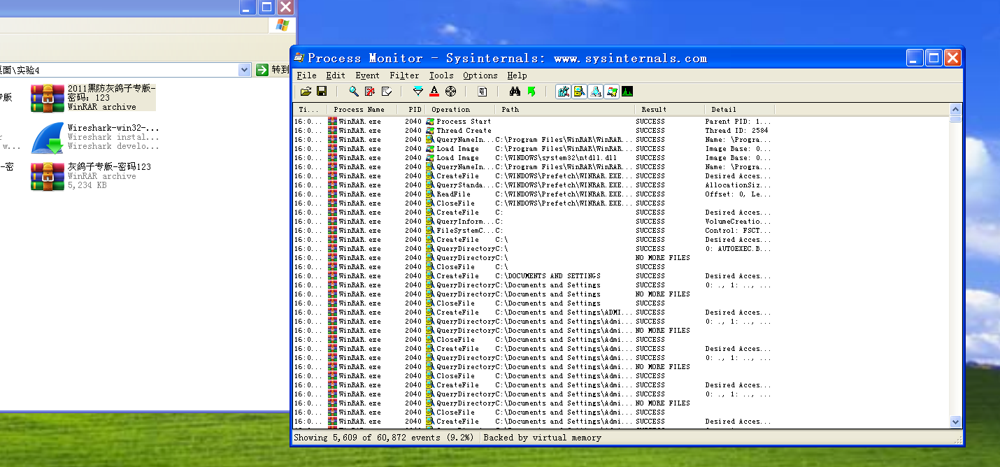 桌面\实验4
转到
专版
2011黑防灰鸽子专版-
密码：123
WinRAR archive
Wireshark-win32-...
Wireshark instal...
w...
Wireshark develo...
-密
灰鸽子专版-密码123
WinRAR archive
5,234 KB
Process Monitor - Sysinternals: www.sysinternals.com
File Edit Event Filter Tools Options Help
Ti... Process Name PID Operation Path Result Detail
16:0... WinRAR.exe 2040 Process Start SUCCESS Parent PID: 1...
16:0... WinRAR.exe 2040 Thread Create SUCCESS Thread ID: 2584
16:0... WinRAR.exe 2040 QueryNameIn... C:\Program Files\WinRAR\WinRAR... SUCCESS Name: \Progra...
16:0... WinRAR.exe 2040 Load Image C:\Program Files\WinRAR\WinRAR... SUCCESS Image Base: 0...
16:0... WinRAR.exe 2040 Load Image C:\WINDOWS\system32\ntdll.dll SUCCESS Image Base: 0...
16:0... WinRAR.exe 2040 QueryNameIn... C:\Program Files\WinRAR\WinRAR... SUCCESS Name: \Progra...
16:0... WinRAR.exe 2040 CreateFile C:\WINDOWS\Prefetch\WINRAR.EXE... SUCCESS Desired Acces...
16:0... WinRAR.exe 2040 QueryStanda... C:\WINDOWS\Prefetch\WINRAR.EXE... SUCCESS AllocationSiz...
16:0... WinRAR.exe 2040 ReadFile C:\WINDOWS\Prefetch\WINRAR.EXE... SUCCESS Offset: 0, Le...
16:0... WinRAR.exe 2040 CloseFile C:\WINDOWS\Prefetch\WINRAR.EXE... SUCCESS
16:0... WinRAR.exe 2040 CreateFile C: SUCCESS Desired Acces...
16:0... WinRAR.exe 2040 QueryInform... C: SUCCESS VolumeCreatio...
16:0... WinRAR.exe 2040 FileSystemC... C: SUCCESS Control: FSCT...
16:0... WinRAR.exe 2040 CreateFile C:\ SUCCESS Desired Acces...
16:0... WinRAR.exe 2040 QueryDirectory C:\ SUCCESS 0: AUTOEXEC.B...
16:0... WinRAR.exe 2040 QueryDirectory C:\ NO MORE FILES
16:0... WinRAR.exe 2040 CloseFile C:\ SUCCESS
16:0... WinRAR.exe 2040 CreateFile C:\DOCUMENTS AND SETTINGS SUCCESS Desired Acces...
16:0... WinRAR.exe 2040 QueryDirectory C:\Documents and Settings SUCCESS 0: ., 1: .., ...
16:0... WinRAR.exe 2040 QueryDirectory C:\Documents and Settings NO MORE FILES
16:0... WinRAR.exe 2040 CloseFile C:\Documents and Settings SUCCESS
16:0... WinRAR.exe 2040 CreateFile C:\Documents and Settings\ADMI... SUCCESS Desired Acces...
16:0... WinRAR.exe 2040 QueryDirectory C:\Documents and Settings\Admi... SUCCESS 0: ., 1: .., ...
16:0... WinRAR.exe 2040 QueryDirectory C:\Documents and Settings\Admi... NO MORE FILES
16:0... WinRAR.exe 2040 CloseFile C:\Documents and Settings\Admi... SUCCESS
16:0... WinRAR.exe 2040 CreateFile C:\Documents and Settings\Admi... SUCCESS Desired Acces...
16:0... WinRAR.exe 2040 QueryDirectory C:\Documents and Settings\Admi... SUCCESS 0: ., 1: .., ...
16:0... WinRAR.exe 2040 QueryDirectory C:\Documents and Settings\Admi... NO MORE FILES
16:0... WinRAR.exe 2040 CloseFile C:\Documents and Settings\Admi... SUCCESS
16:0... WinRAR.exe 2040 CreateFile C:\Documents and Settings\Admi... SUCCESS Desired Acces...
16:0... WinRAR.exe 2040 QueryDirectory C:\Documents and Settings\Admi... SUCCESS 0: ., 1: .., ...
16:0... WinRAR.exe 2040 QueryDirectory C:\Documents and Settings\Admi... NO MORE FILES
16:0... WinRAR.exe 2040 CloseFile C:\Documents and Settings\Admi... SUCCESS
16:0... WinRAR.exe 2040 CreateFile C:\Documents and Settings\Admi... SUCCESS Desired Acces...
Showing 5,609 of 60,872 events (9.2%) Backed by virtual memory